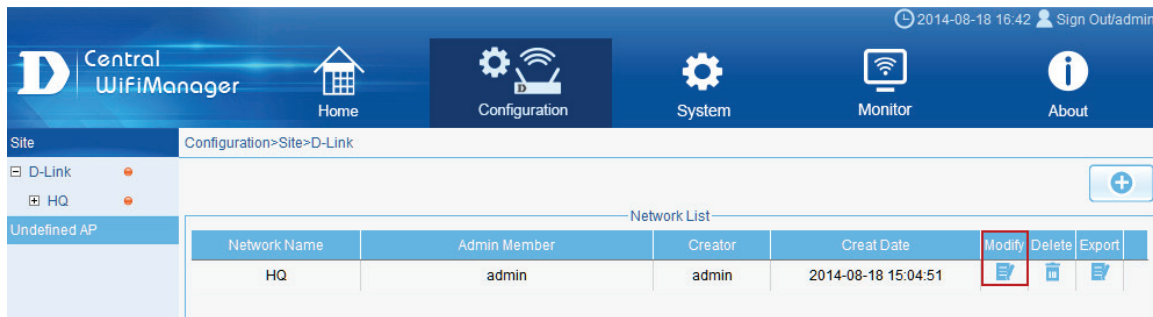 2014-08-18 16:42 Sign Out/admin
D Central
WiFiManager
Home Configuration System Monitor About
Site Configuration>Site>D-Link
D-Link
HQ
Undefined AP
Network List
Network Name Admin Member Creator Creat Date Modify Delete Export
HQ admin admin 2014-08-18 15:04:51